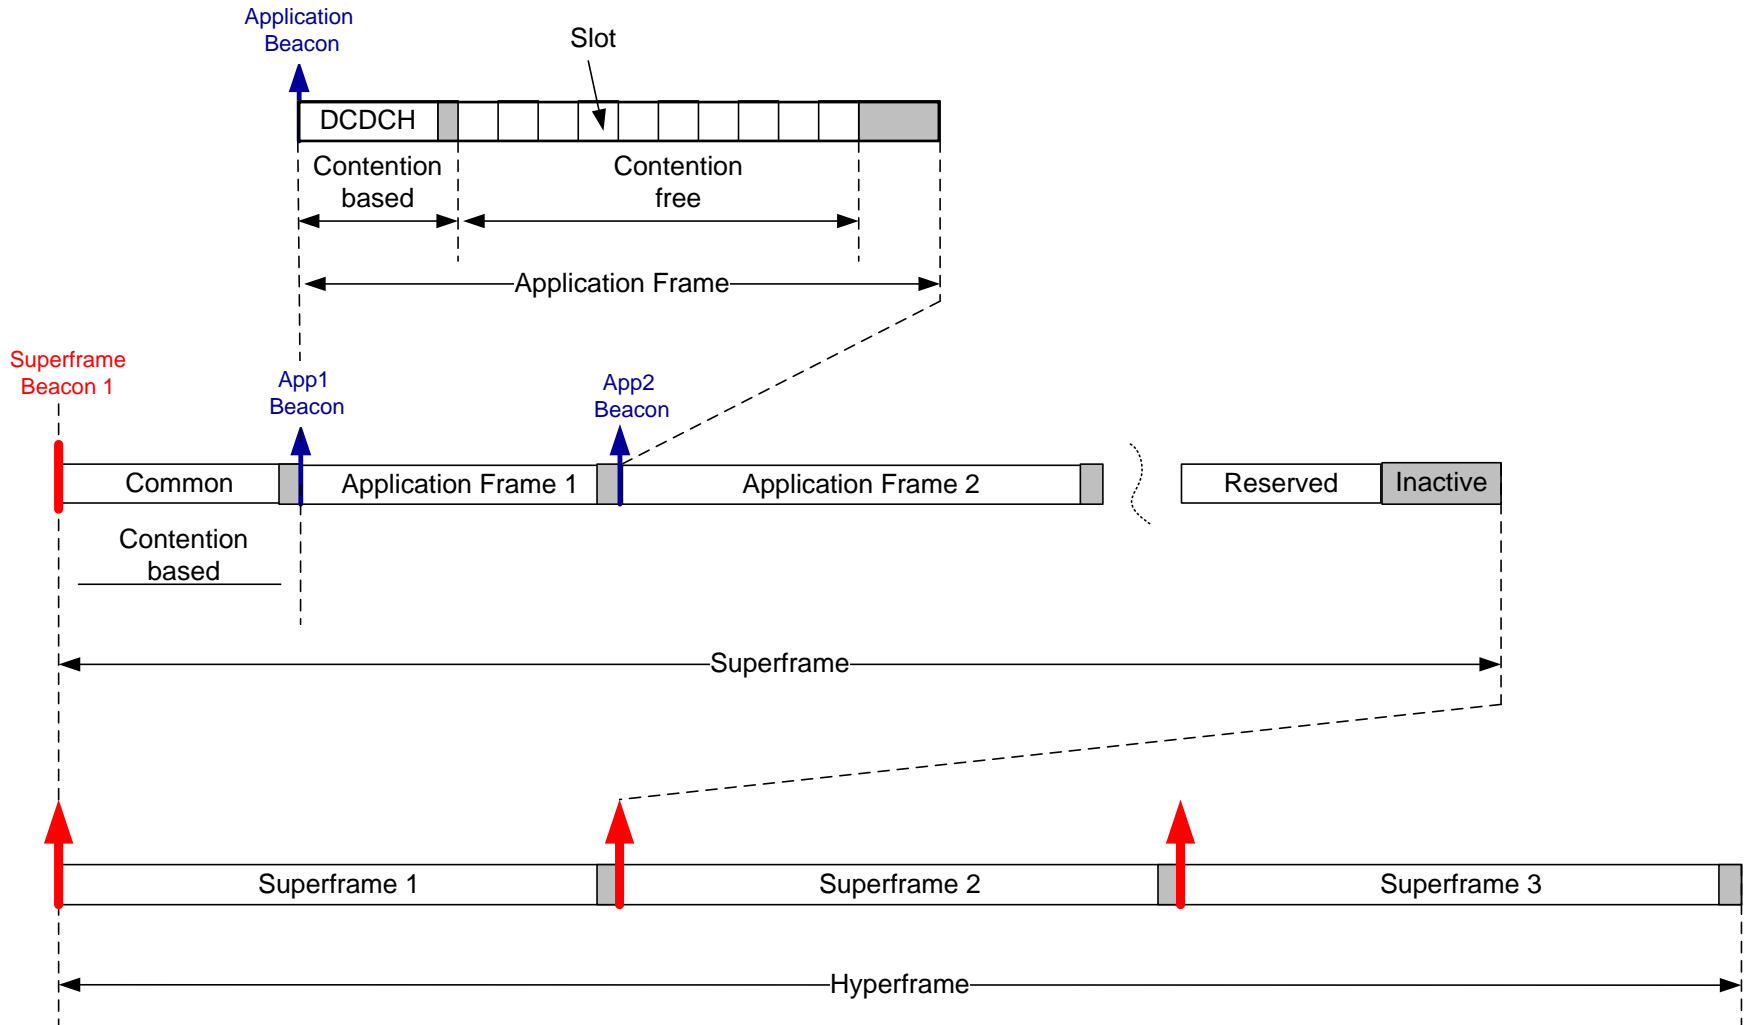 Application
Beacon
Slot
DCDCH
Contention
based
Contention
free
Application Frame
Superframe
Beacon 1
App1
Beacon
App2
Beacon
Common
Application Frame 1
Application Frame 2
Reserved
Inactive
Contention
based
Superframe
Superframe 1
Superframe 2
Superframe 3
Hyperframe